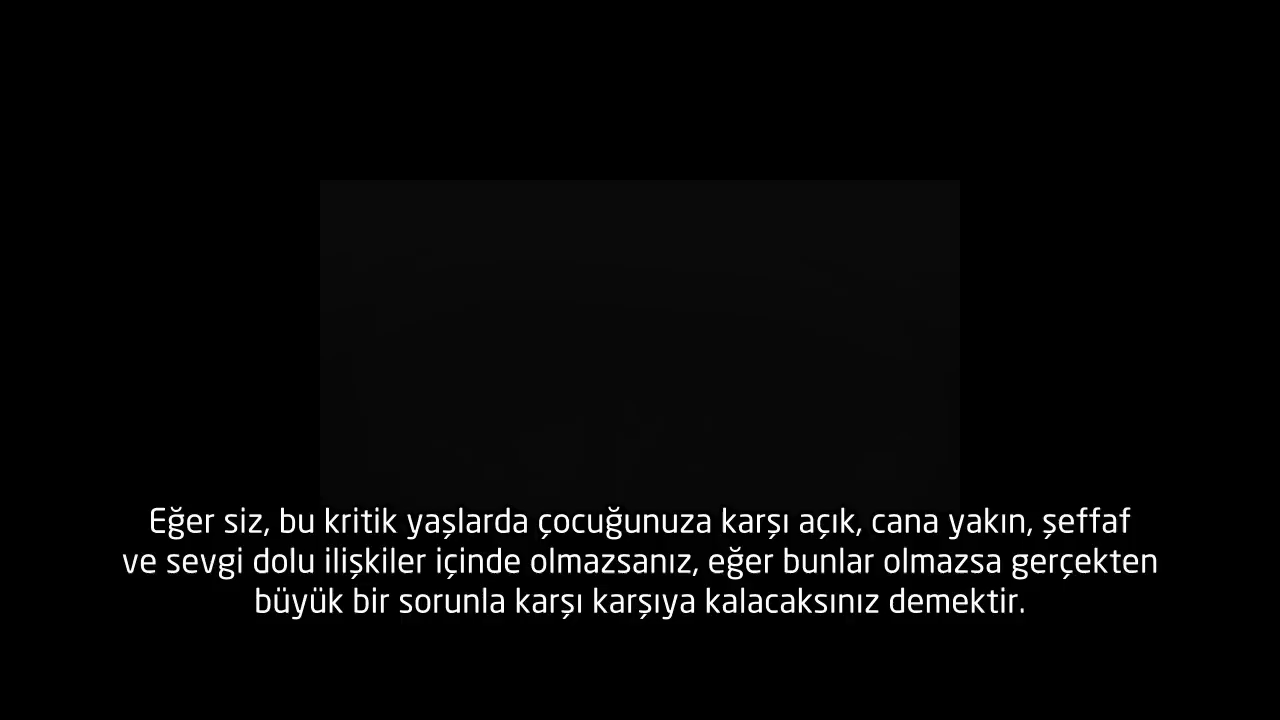 Eğer siz, bu kritik yaşlarda çocuğunuza karşı açık, cana yakın, şeffaf
ve sevgi dolu ilişkiler içinde olmazsanız, eğer bunlar olmazsa gerçekten
büyük bir sorunla karşı karşıya kalacaksınız demektir.